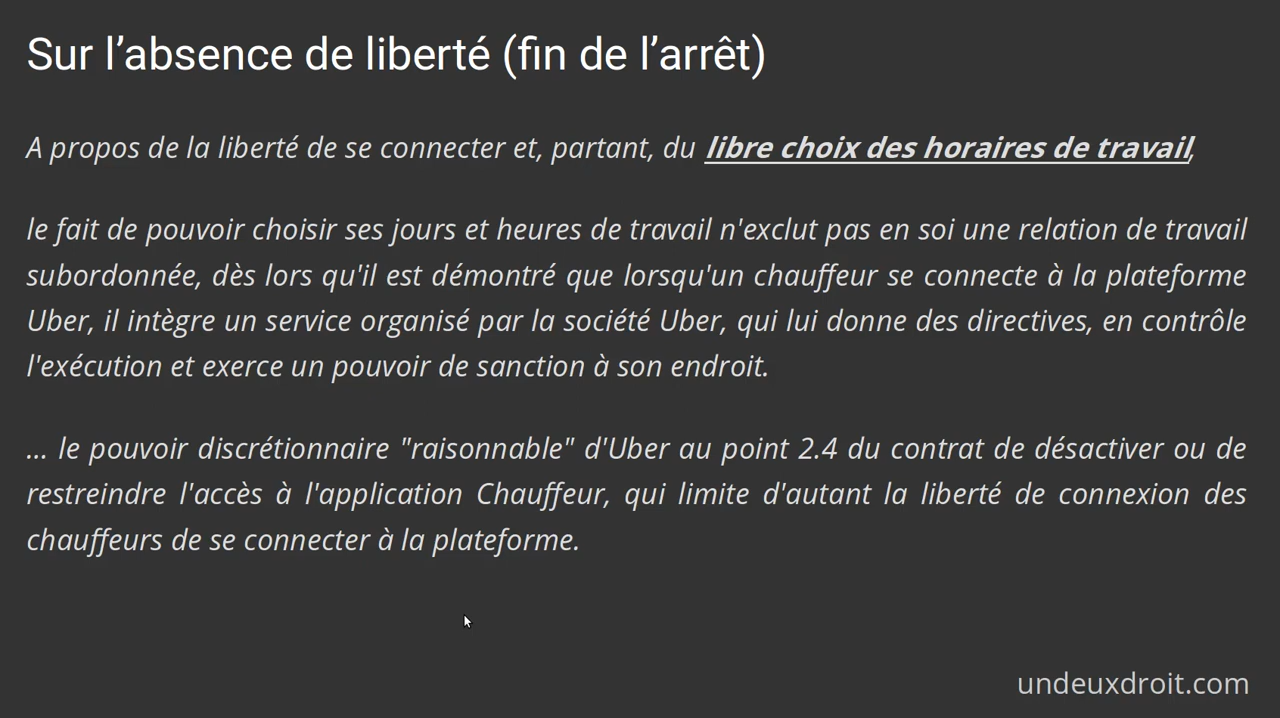 Sur l’absence de liberté (fin de l’arrêt)
A propos de la liberté de se connecter et, partant, du libre choix des horaires de travail,
le fait de pouvoir choisir ses jours et heures de travail n'exclut pas en soi une relation de travail
subordonnée, dès lors qu'il est démontré que lorsqu'un chauffeur se connecte à la plateforme
Uber, il intègre un service organisé par la société Uber, qui lui donne des directives, en contrôle
l'exécution et exerce un pouvoir de sanction à son endroit.
... le pouvoir discrétionnaire "raisonnable" d'Uber au point 2.4 du contrat de désactiver ou de
restreindre l'accès à l'application Chauffeur, qui limite d'autant la liberté de connexion des
chauffeurs de se connecter à la plateforme.
undeuxdroit.com